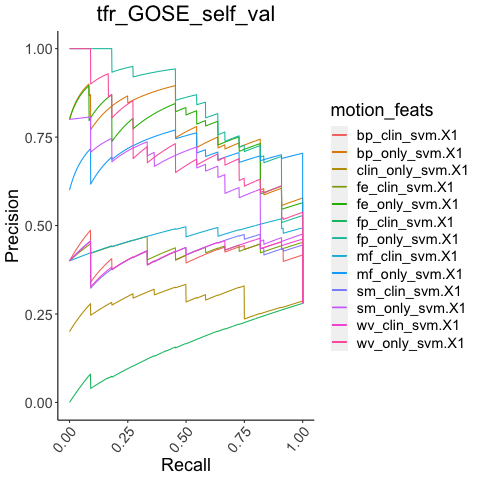 tfr_GOSE_self_val
1.00
0.75
0.50
0.25
0.00
Precision
0.00
0.25
0.50
0.75
1.00
Recall
motion_feats
bp_clin_svm.X1
bp_only_svm.X1
clin_only_svm.X1
fe_clin_svm.X1
fe_only_svm.X1
fp_clin_svm.X1
fp_only_svm.X1
mf_clin_svm.X1
mf_only_svm.X1
sm_clin_svm.X1
sm_only_svm.X1
wv_clin_svm.X1
wv_only_svm.X1